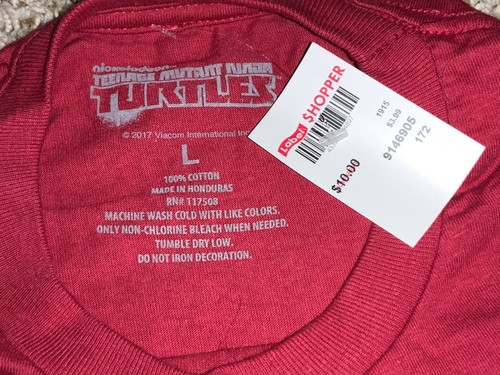 nickelodeon
TEENAGE MUTANT NINJA
TURTLES
© 2017 Viacom International Inc.
L
100% COTTON
MADE IN HONDURAS
RN# 117508
MACHINE WASH COLD WITH LIKE COLORS.
ONLY NON-CHLORINE BLEACH WHEN NEEDED.
TUMBLE DRY LOW.
DO NOT IRON DECORATION.
Label SHOPPER
1915
$3.99
9146905
172
$10.00